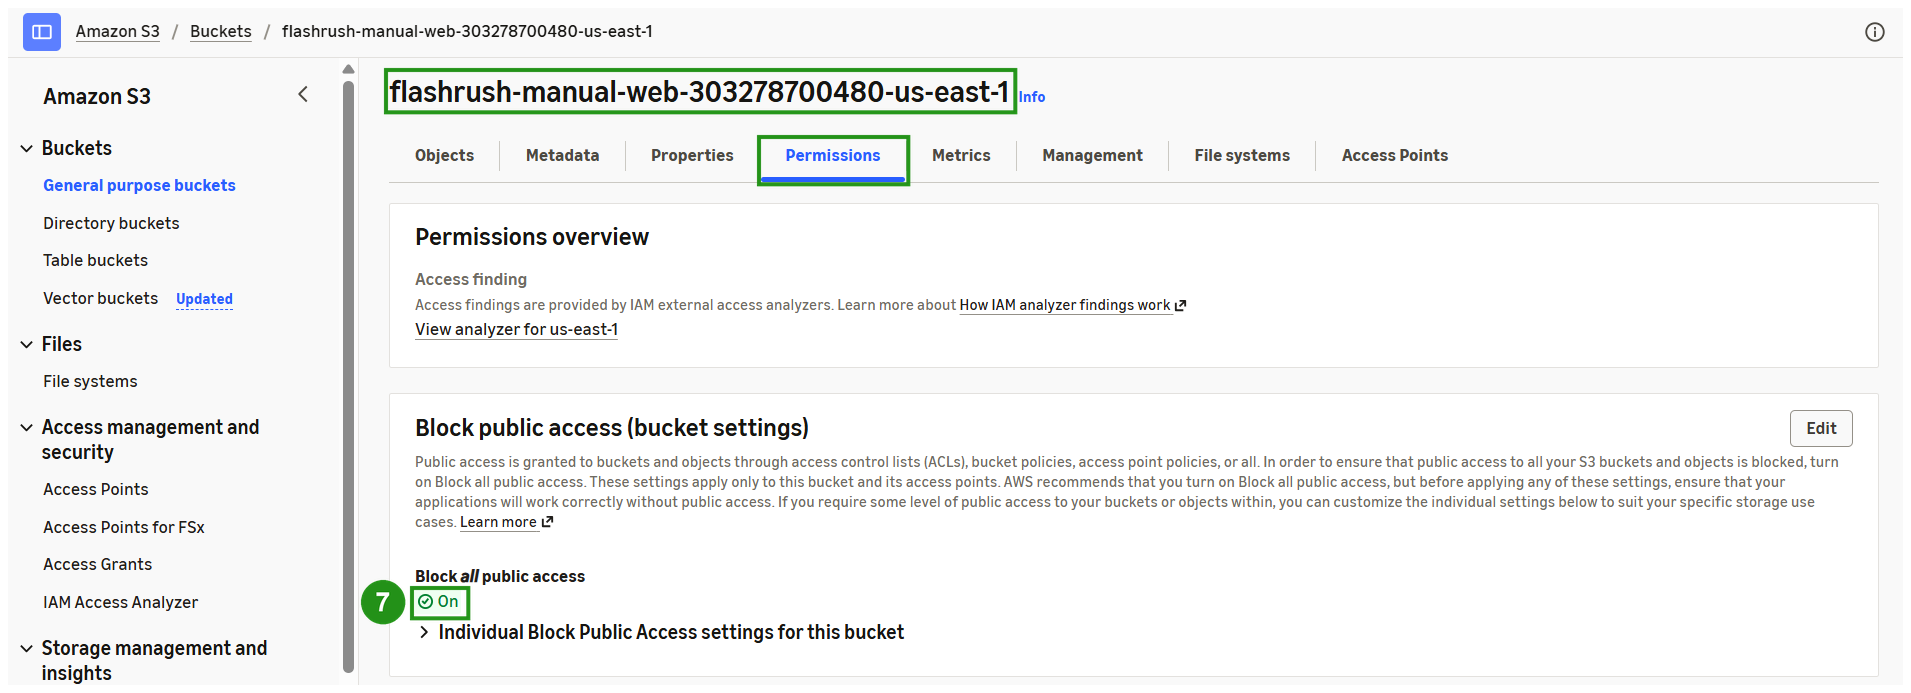 Amazon S3 / Buckets / flashrush-manual-web-303278700480-us-east-1
Amazon S3
Buckets
General purpose buckets
Directory buckets
Table buckets
Vector buckets Updated
Files
File systems
Access management and
security
Access Points
Access Points for FSx
Access Grants
IAM Access Analyzer
Storage management and
insights
flashrush-manual-web-303278700480-us-east-1 Info
Objects Metadata Properties Permissions Metrics Management File systems Access Points
Permissions overview
Access finding
Access findings are provided by IAM external access analyzers. Learn more about How IAM analyzer findings work
View analyzer for us-east-1
Block public access (bucket settings)
Edit
Public access is granted to buckets and objects through access control lists (ACLs), bucket policies, access point policies, or all. In order to ensure that public access to all your S3 buckets and objects is blocked, turn
on Block all public access. These settings apply only to this bucket and its access points. AWS recommends that you turn on Block all public access, but before applying any of these settings, ensure that your
applications will work correctly without public access. If you require some level of public access to your buckets or objects within, you can customize the individual settings below to suit your specific storage use
cases. Learn more
Block all public access
7 On
Individual Block Public Access settings for this bucket